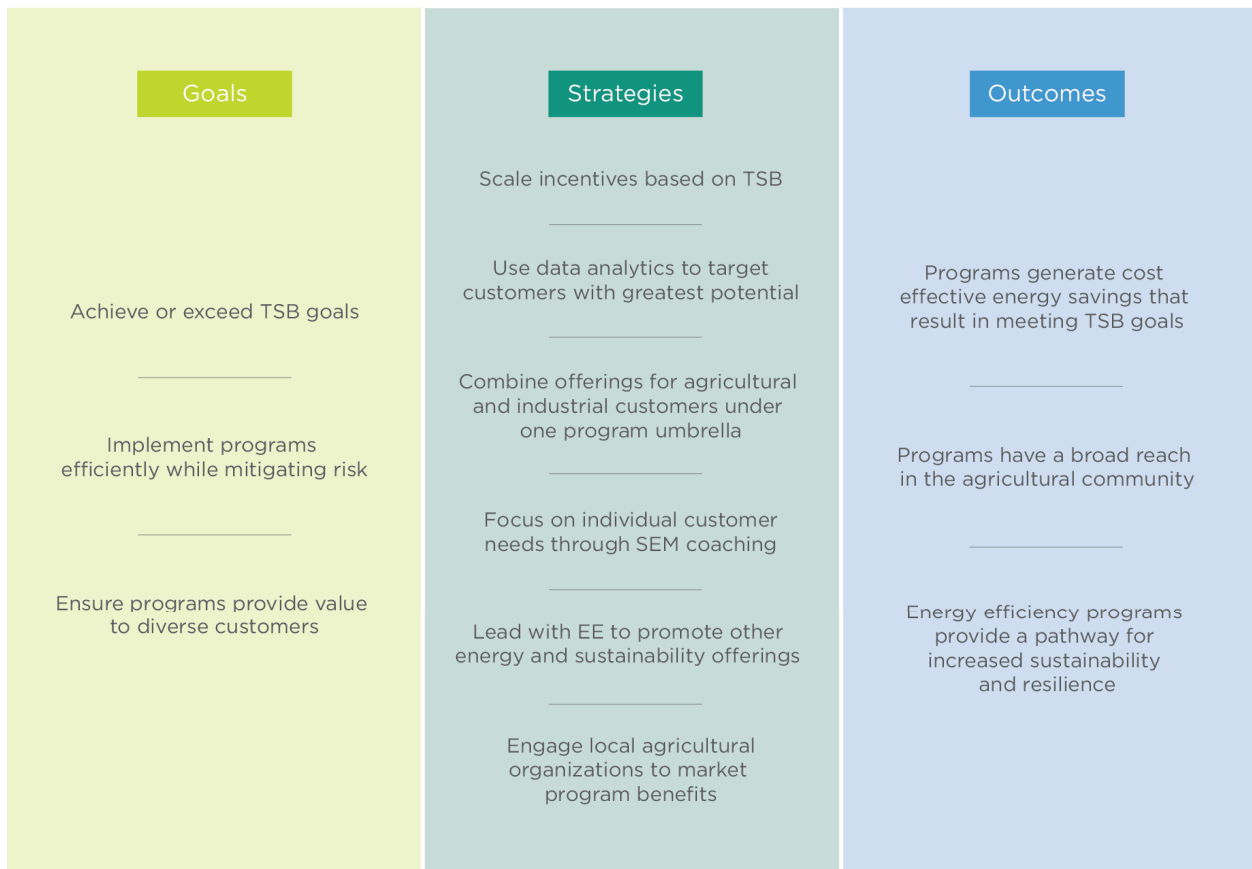 Goals
Achieve or exceed TSB goals
Implement programs
efficiently while mitigating risk
Ensure programs provide value
to diverse customers
Strategies
Scale incentives based on TSB
Use data analytics to target
customers with greatest potential
Combine offerings for agricultural
and industrial customers under
one program umbrella
Focus on individual customer
needs through SEM coaching
Lead with EE to promote other
energy and sustainability offerings
Engage local agricultural
organizations to market
program benefits
Outcomes
Programs generate cost
effective energy savings that
result in meeting TSB goals
Programs have a broad reach
in the agricultural community
Energy efficiency programs
provide a pathway for
increased sustainability
and resilience